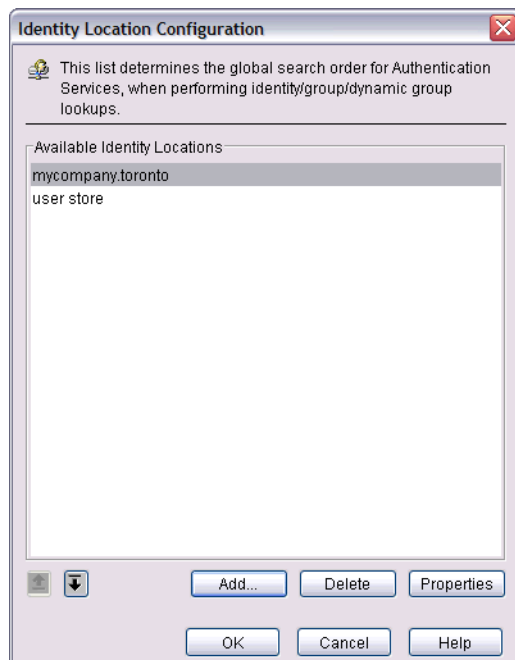 Identity Location Configuration
This list determines the global search order for Authentication
Services, when performing identity/group/dynamic group
lookups.
Available Identity Locations
mycompany.toronto
user store
Add...
Delete
Properties
OK
Cancel
Help